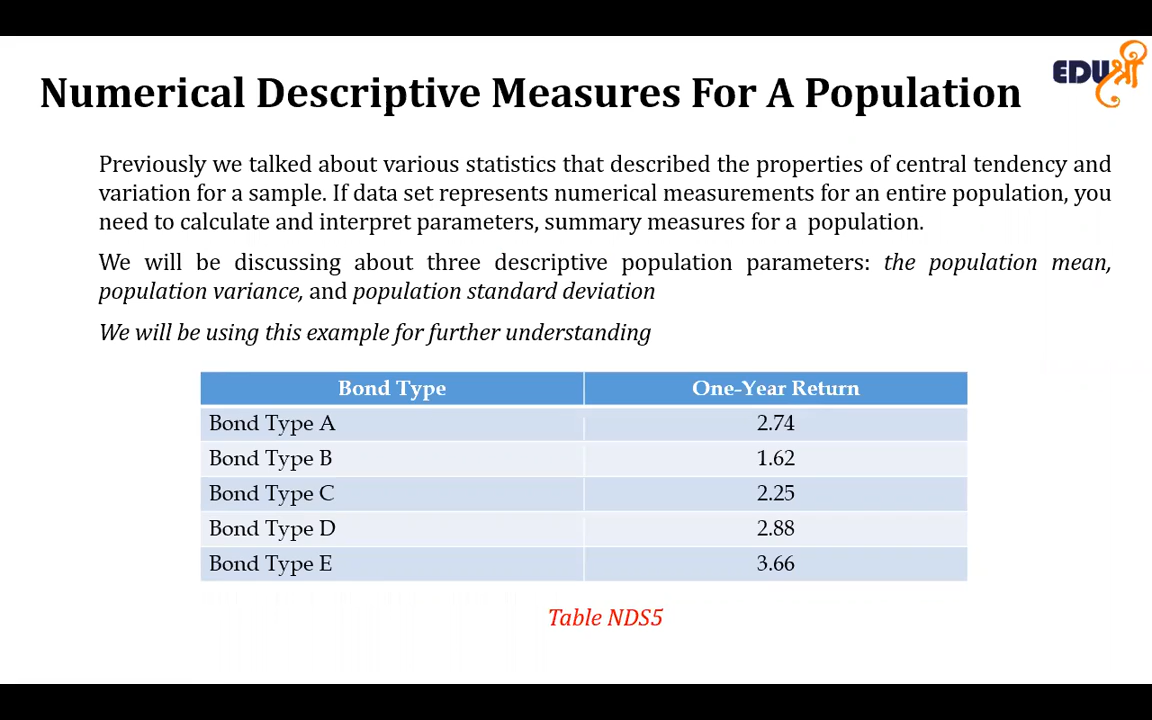 EDUश्री
Numerical Descriptive Measures For A Population
Previously we talked about various statistics that described the properties of central tendency and
variation for a sample. If data set represents numerical measurements for an entire population, you
need to calculate and interpret parameters, summary measures for a population.
We will be discussing about three descriptive population parameters: the population mean,
population variance, and population standard deviation
We will be using this example for further understanding
Bond Type One-Year Return
Bond Type A 2.74
Bond Type B 1.62
Bond Type C 2.25
Bond Type D 2.88
Bond Type E 3.66
Table NDS5